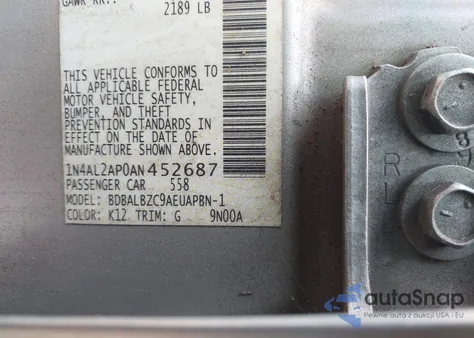 GAWR RR.:
2189 LB
THIS VEHICLE CONFORMS TO
ALL APPLICABLE FEDERAL
MOTOR VEHICLE SAFETY,
BUMPER, AND THEFT
PREVENTION STANDARDS IN
EFFECT ON THE DATE OF
MANUFACTURE SHOWN ABOVE.
1N4AL2AP0AN452687
PASSENGER CAR 558
MODEL: BDBALBZC9AEUAPBN-1
COLOR: K12 TRIM: G 9N00A
R
L
autoSnap
Pewne auta z aukcji USA i EU